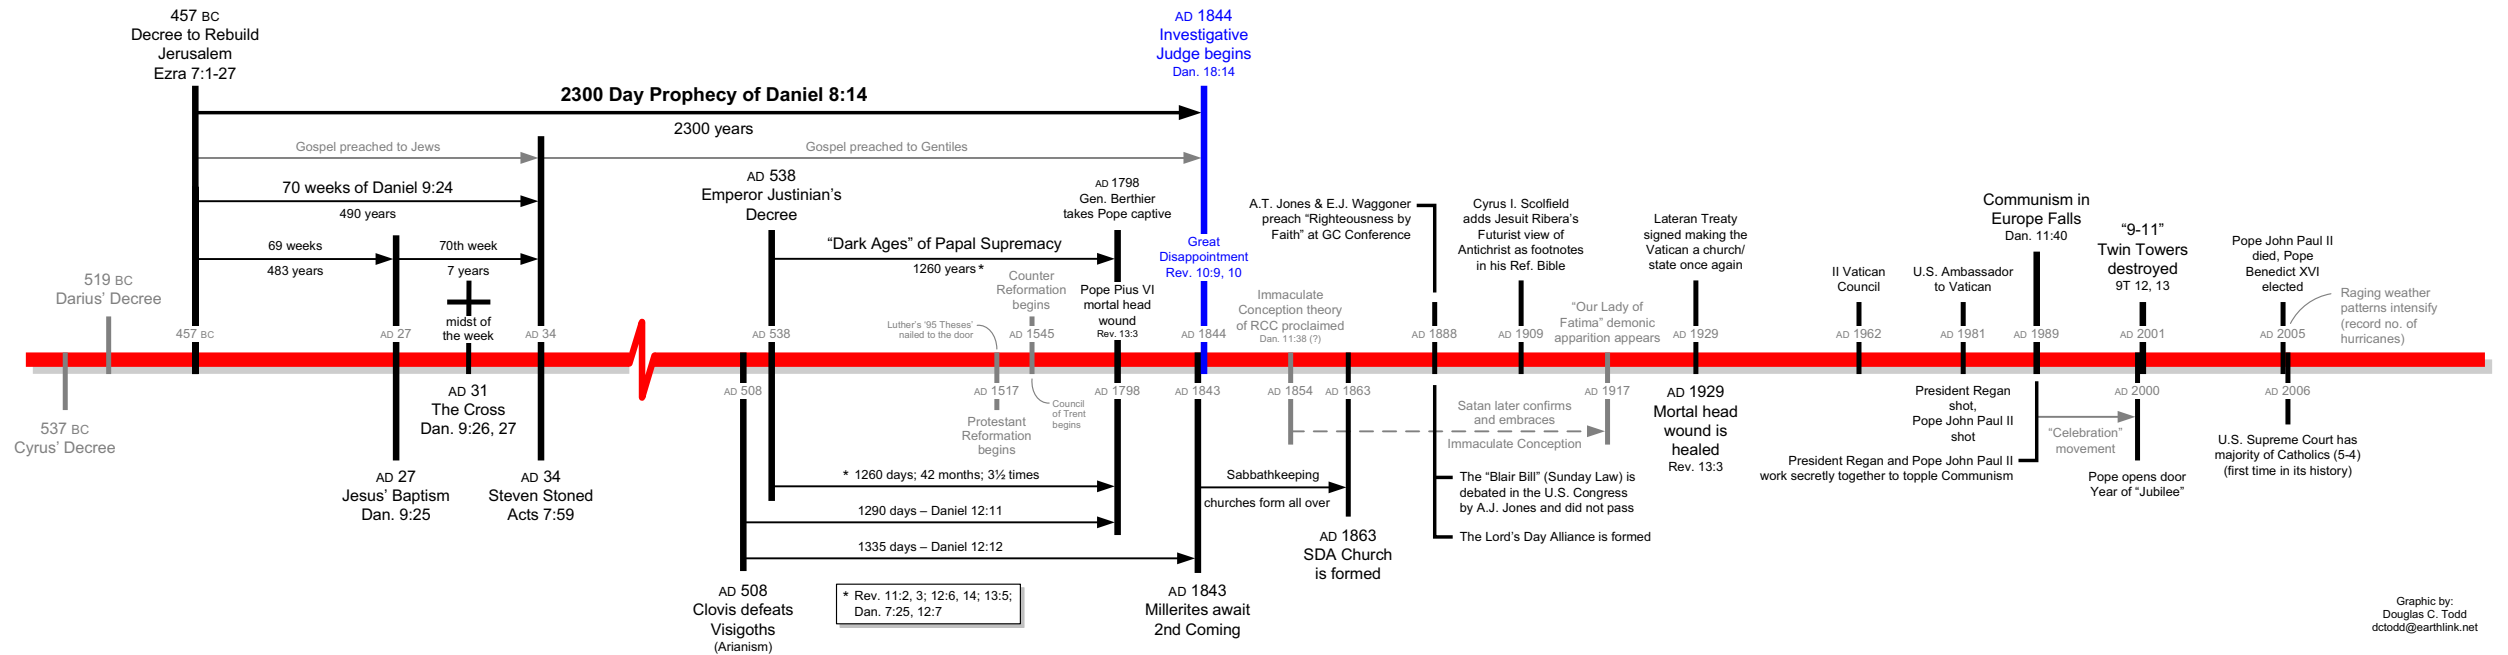 457 BC
Decree to Rebuild
Jerusalem
Ezra 7:1-27
AD 1844
Investigative
Judge begins
Dan. 18:14
2300 Day Prophecy of Daniel 8:14
2300 years
Gospel preached to Jews
Gospel preached to Gentiles
70 weeks of Daniel 9:24
490 years
69 weeks
483 years
70th week
7 years
midst of
the week
519 BC
Darius’ Decree
537 BC
Cyrus’ Decree
457 BC
AD 27
AD 34
AD 31
The Cross
Dan. 9:26, 27
AD 27
Jesus’ Baptism
Dan. 9:25
AD 34
Steven Stoned
Acts 7:59
AD 538
Emperor Justinian’s
Decree
“Dark Ages” of Papal Supremacy
1260 years *
AD 1798
Gen. Berthier
takes Pope captive
Pope Pius VI
mortal head
wound
Rev. 13:3
Great
Disappointment
Rev. 10:9, 10
Counter
Reformation
begins
Luther’s ’95 Theses’
nailed to the door
AD 538
AD 1545
AD 1844
AD 508
AD 1517
Protestant
Reformation
begins
Council
of Trent
begins
AD 1798
AD 1843
* 1260 days; 42 months; 3½ times
1290 days – Daniel 12:11
1335 days – Daniel 12:12
AD 508
Clovis defeats
Visigoths
(Arianism)
* Rev. 11:2, 3; 12:6, 14; 13:5;
Dan. 7:25, 12:7
AD 1843
Millerites await
2nd Coming
Immaculate
Conception theory
of RCC proclaimed
Dan. 11:38 (?)
AD 1854
AD 1863
Sabbathkeeping
churches form all over
AD 1863
SDA Church
is formed
A.T. Jones & E.J. Waggoner
preach “Righteousness by
Faith” at GC Conference
AD 1888
The “Blair Bill” (Sunday Law) is
debated in the U.S. Congress
by A.J. Jones and did not pass
The Lord’s Day Alliance is formed
Cyrus I. Scolfield
adds Jesuit Ribera’s
Futurist view of
Antichrist as footnotes
in his Ref. Bible
AD 1909
“Our Lady of
Fatima” demonic
apparition appears
AD 1917
Satan later confirms
and embraces
Immaculate Conception
Lateran Treaty
signed making the
Vatican a church/
state once again
AD 1929
AD 1929
Mortal head
wound is
healed
Rev. 13:3
II Vatican
Council
AD 1962
U.S. Ambassador
to Vatican
AD 1981
Communism in
Europe Falls
Dan. 11:40
AD 1989
President Regan
shot,
Pope John Paul II
shot
President Regan and Pope John Paul II
work secretly together to topple Communism
“Celebration”
movement
“9-11”
Twin Towers
destroyed
9T 12, 13
AD 2001
AD 2000
Pope opens door
Year of “Jubilee”
Pope John Paul II
died, Pope
Benedict XVI
elected
AD 2005
Raging weather
patterns intensify
(record no. of
hurricanes)
AD 2006
U.S. Supreme Court has
majority of Catholics (5-4)
(first time in its history)
Graphic by:
Douglas C. Todd
dctodd@earthlink.net